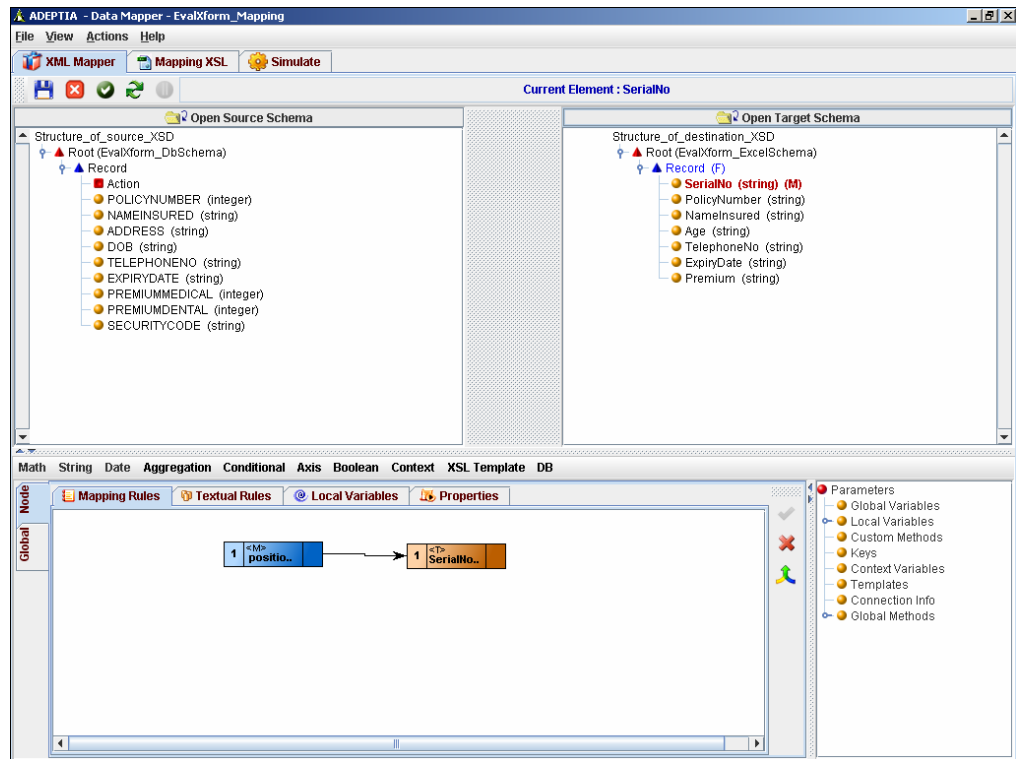 ADEPTIA - Data Mapper - EvalXform_Mapping
File View Actions Help
XML Mapper Mapping XSL Simulate
Current Element : SerialNo
Open Source Schema
Structure_of_source_XSD
Root (EvalXform_DbSchema)
Record
Action
POLICYNUMBER (integer)
NAMEINSURED (string)
ADDRESS (string)
DOB (string)
TELEPHONENO (string)
EXPIRYDATE (string)
PREMIUMMEDICAL (integer)
PREMIUMDENTAL (integer)
SECURITYCODE (string)
Open Target Schema
Structure_of_destination_XSD
Root (EvalXform_ExcelSchema)
Record (F)
SerialNo (string) (M)
PolicyNumber (string)
NameInsured (string)
Age (string)
TelephoneNo (string)
ExpiryDate (string)
Premium (string)
Math String Date Aggregation Conditional Axis Boolean Context XSL Template DB
Node
Global
Mapping Rules Textual Rules Local Variables Properties
1 <M> positio..
1 <T> SerialNo..
Parameters
Global Variables
Local Variables
Custom Methods
Keys
Context Variables
Templates
Connection Info
Global Methods